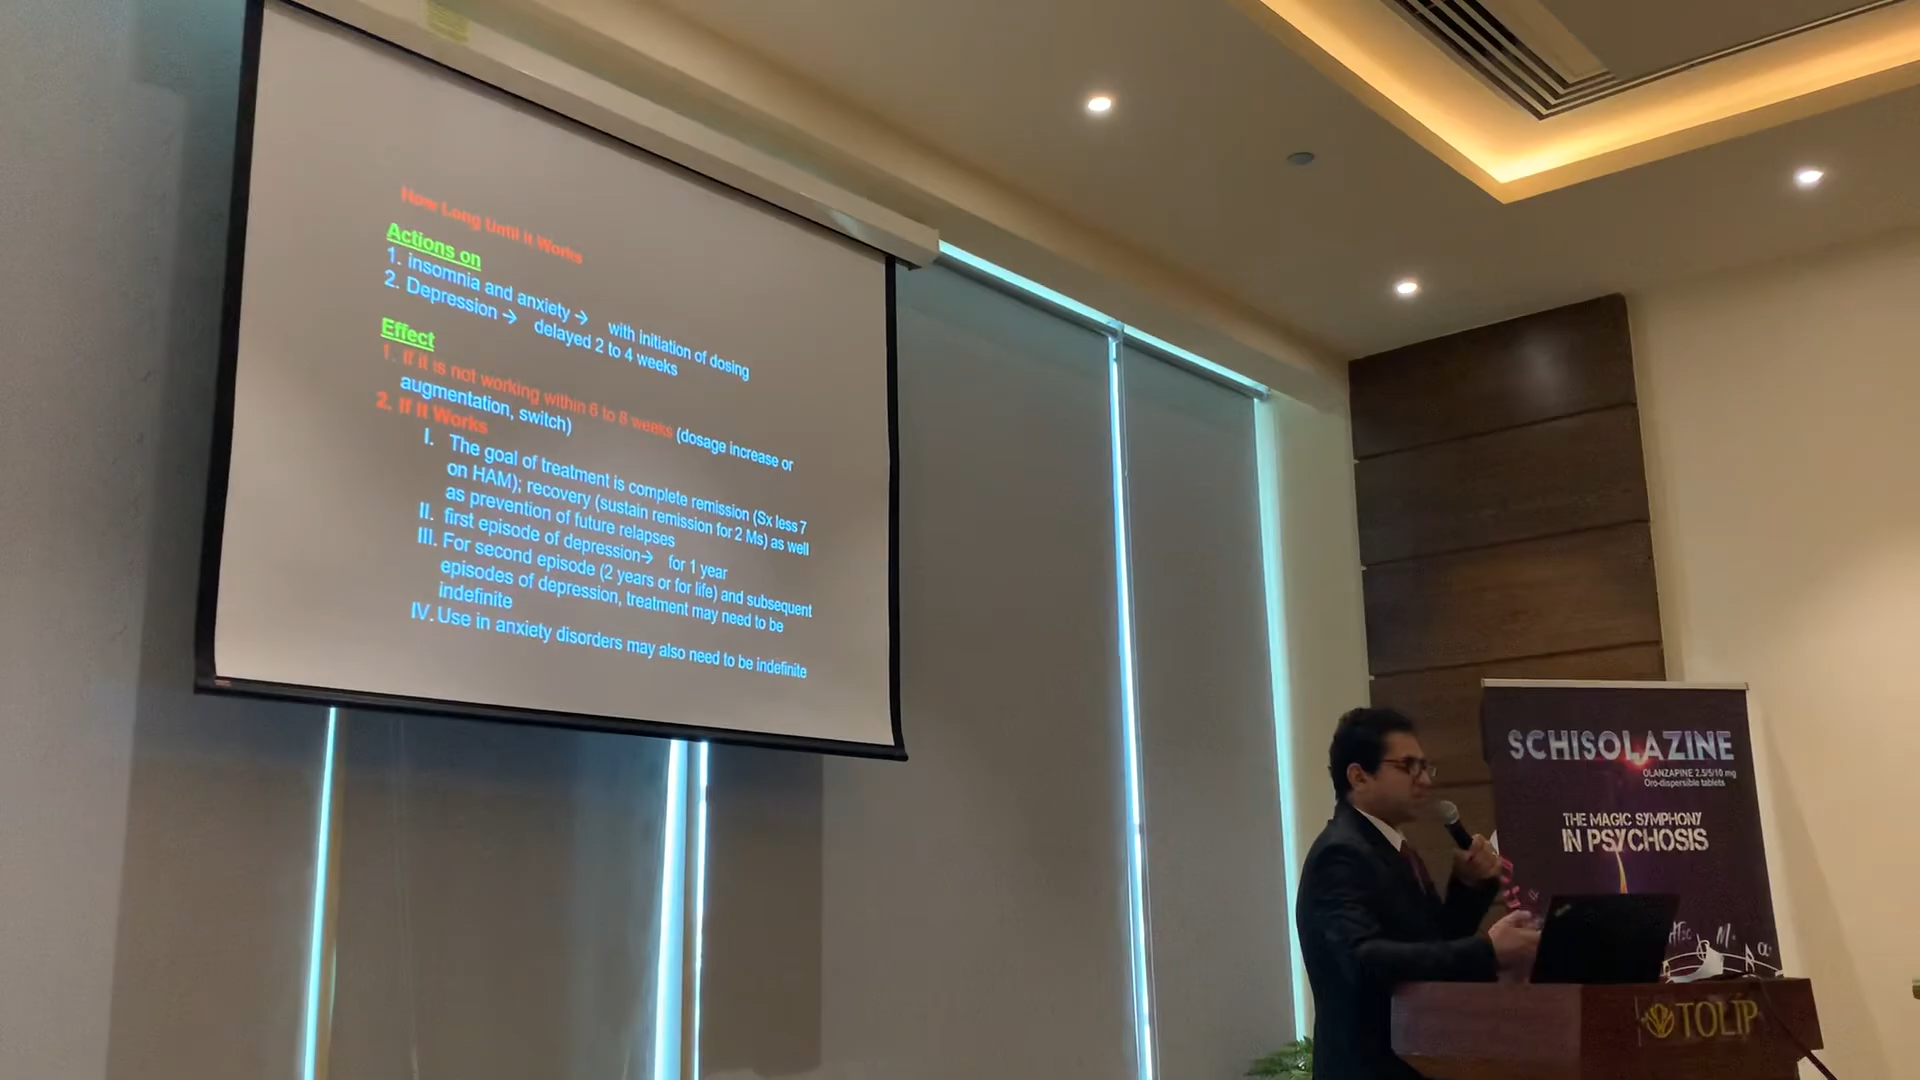 How Long Until It Works
Actions on
1. insomnia and anxiety → with initiation of dosing
2. Depression → delayed 2 to 4 weeks
Effect
1. If it is not working within 6 to 8 weeks (dosage increase or
augmentation, switch)
2. If It Works
I. The goal of treatment is complete remission (Sx less 7
on HAM); recovery (sustain remission for 2 Ms) as well
as prevention of future relapses
II. first episode of depression→ for 1 year
III. For second episode (2 years or for life) and subsequent
episodes of depression, treatment may need to be
indefinite
IV. Use in anxiety disorders may also need to be indefinite
SCHISOLAZINE
OLANZAPINE 2.5/5/10 mg
Oro-dispersible tablets
THE MAGIC SYMPHONY
IN PSYCHOSIS
TOLIP